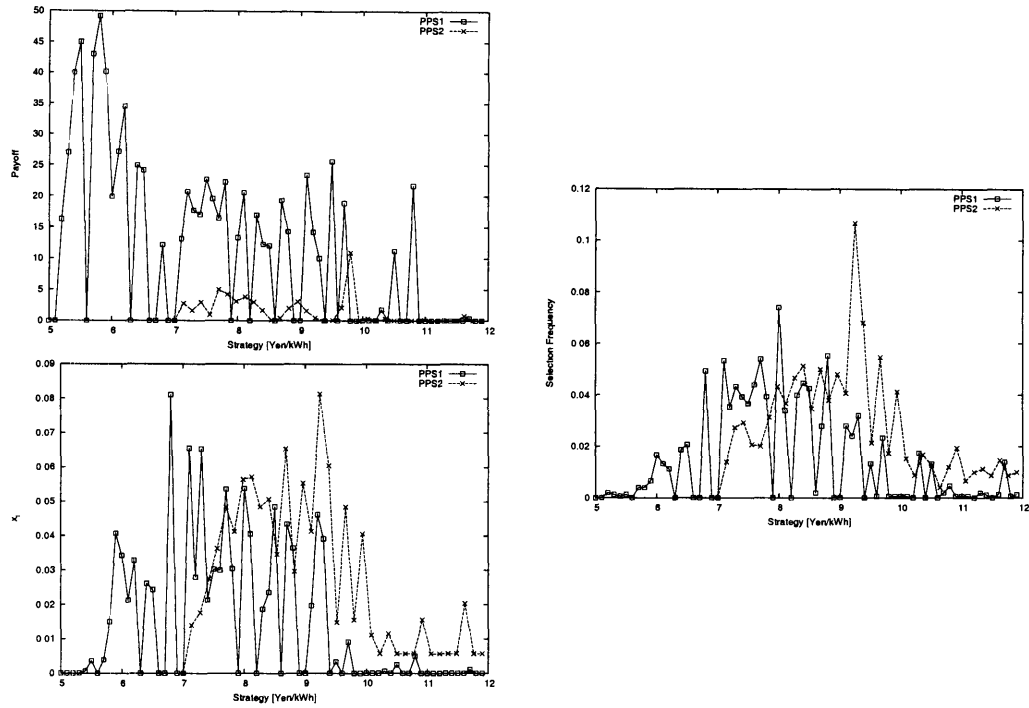 50
45
40
35
30
25
20
15
10
5
0
Payoff
PPS1
PPS2
5 6 7 8 9 10 11 12
Strategy [Yen/kWh]
0.09
0.08
0.07
0.06
0.05
0.04
0.03
0.02
0.01
0
x_i
PPS1
PPS2
5 6 7 8 9 10 11 12
Strategy [Yen/kWh]
0.12
0.1
0.08
0.06
0.04
0.02
0
Selection Frequency
PPS1
PPS2
5 6 7 8 9 10 11 12
Strategy [Yen/kWh]